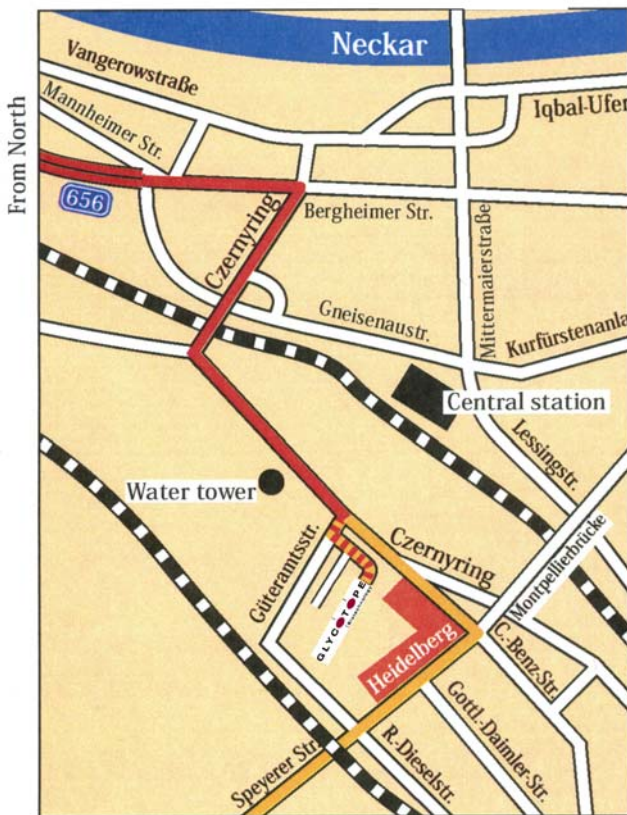 Neckar
Vangerowstraße
Iqbal-Ufer
Mannheimer Str.
From North
656
Czernyring
Bergheimer Str.
Mittermaierstraße
Gneisenaustr.
Kurfürstenanla
Central station
Lessingstr.
Water tower
Güteramtsstr.
Czernyring
Montpellierbrücke
GLYCOTOPE
Heidelberg
C.-Benz-Str.
Gottl.-Daimler-Str.
R.-Dieselstr.
Speyerer Str.